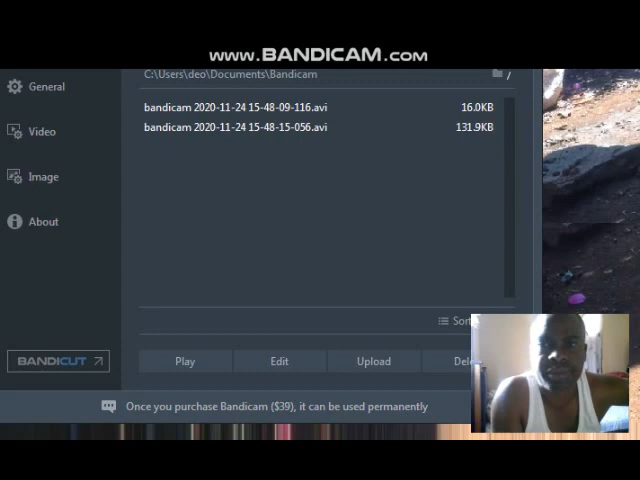 www.BANDICAM.com
C:\Users\deo\Documents\Bandicam
General
bandicam 2020-11-24 15-48-09-116.avi 16.0KB
bandicam 2020-11-24 15-48-15-056.avi 131.9KB
Video
Image
About
Sort
BANDICUT
Play Edit Upload Dele
Once you purchase Bandicam ($39), it can be used permanently